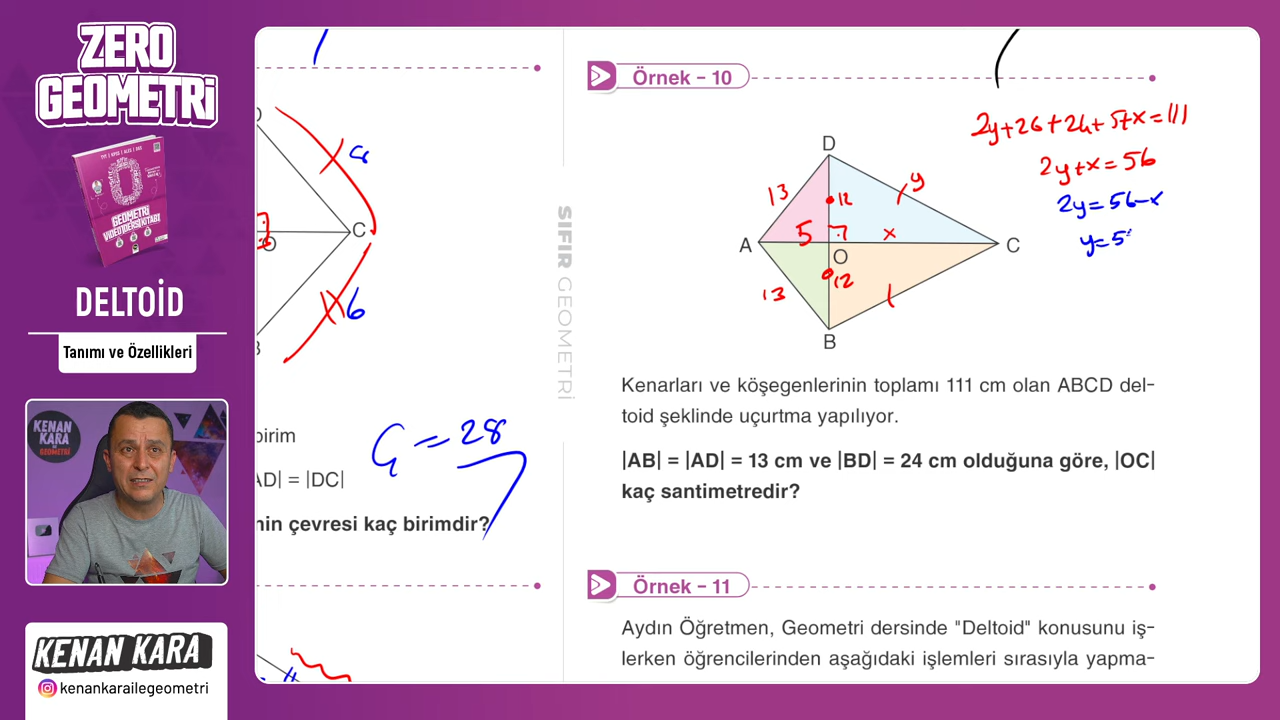 ZERO
GEOMETRİ
DELTOİD
Tanımı ve Özellikleri
KENAN
KARA
GEOMETRİ
KENAN KARA
kenankarailegeometri
C
6
birim
AD| = |DC|
nin çevresi kaç birimdir?
Ç = 28
SIFIR GEOMETRİ
Örnek – 10
2y+26+24+5+x=111
2y+x=56
2y=56-x
y=5
D
13
12
y
A
5
x
C
O
13
12
B
Kenarları ve köşegenlerinin toplamı 111 cm olan ABCD del-
toid şeklinde uçurtma yapılıyor.
|AB| = |AD| = 13 cm ve |BD| = 24 cm olduğuna göre, |OC|
kaç santimetredir?
Örnek – 11
Aydın Öğretmen, Geometri dersinde "Deltoid" konusunu iş-
lerken öğrencilerinden aşağıdaki işlemleri sırasıyla yapma-